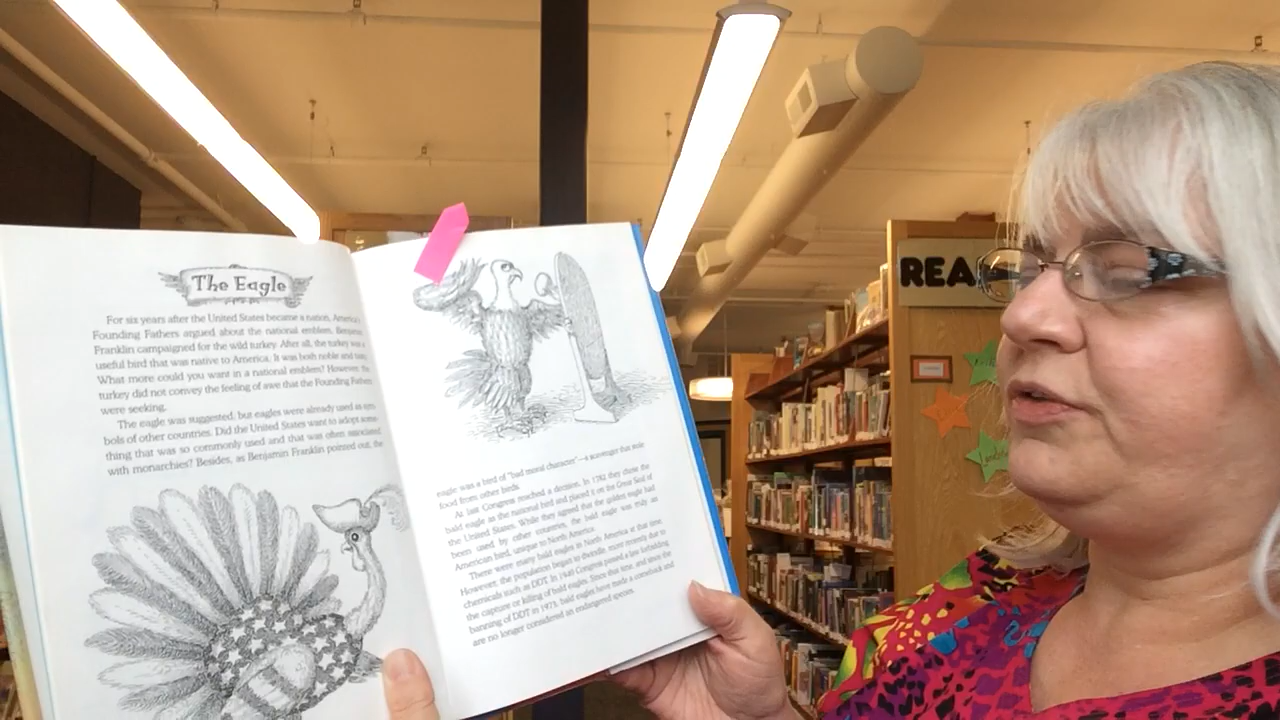 The Eagle
For six years after the United States became a nation, America's
Founding Fathers argued about the national emblem. Benjamin
Franklin campaigned for the wild turkey. After all, the turkey was a
useful bird that was native to America. It was both noble and
What more could you want in a national emblem? However, the
turkey did not convey the feeling of awe that the Founding Fathers
were seeking.
The eagle was suggested, but eagles were already used as sym-
bols of other countries. Did the United States want to adopt some-
thing that was so commonly used and that was often associated
with monarchies? Besides, as Benjamin Franklin pointed out, the
eagle was a bird of "bad moral character"—a scavenger that stole
food from other birds.
At last Congress reached a decision. In 1782 they chose the
bald eagle as the national bird and placed it on the Great Seal of
the United States. While they agreed that the golden eagle had
been used by other countries, the bald eagle was truly an
American bird, unique to North America.
There were many bald eagles in North America at that time.
However, the population began to dwindle, more recently due to
chemicals such as DDT. In 1940 Congress passed a law forbidding
the capture or killing of bald eagles. Since that time, and since the
banning of DDT in 1973, bald eagles have made a comeback and
are no longer considered an endangered species.
REA